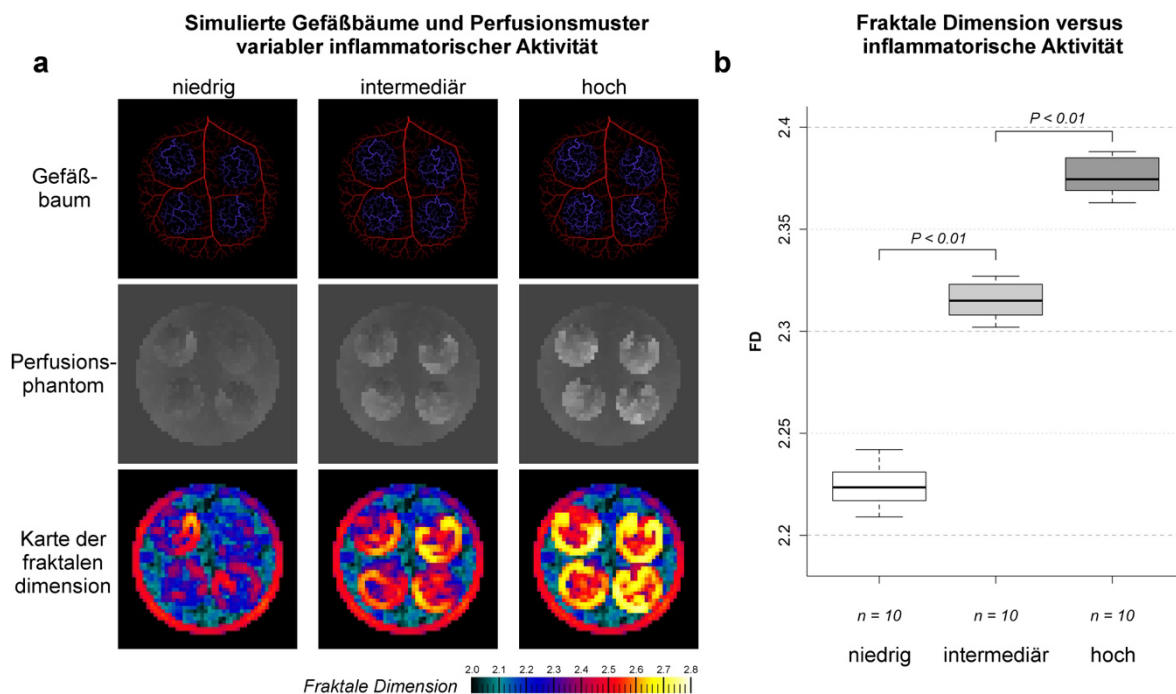 Simulierte Gefäßbäume und Perfusionsmuster
variabler inflammatorischer Aktivität
a
niedrig
intermediär
hoch
Gefäß-
baum
Perfusions-
phantom
Karte der
fraktalen
dimension
Fraktale Dimension
2.0 2.1 2.2 2.3 2.4 2.5 2.6 2.7 2.8
Fraktale Dimension versus
inflammatorische Aktivität
b
P < 0.01
P < 0.01
FD
2.4
2.35
2.3
2.25
2.2
n = 10
n = 10
n = 10
niedrig
intermediär
hoch